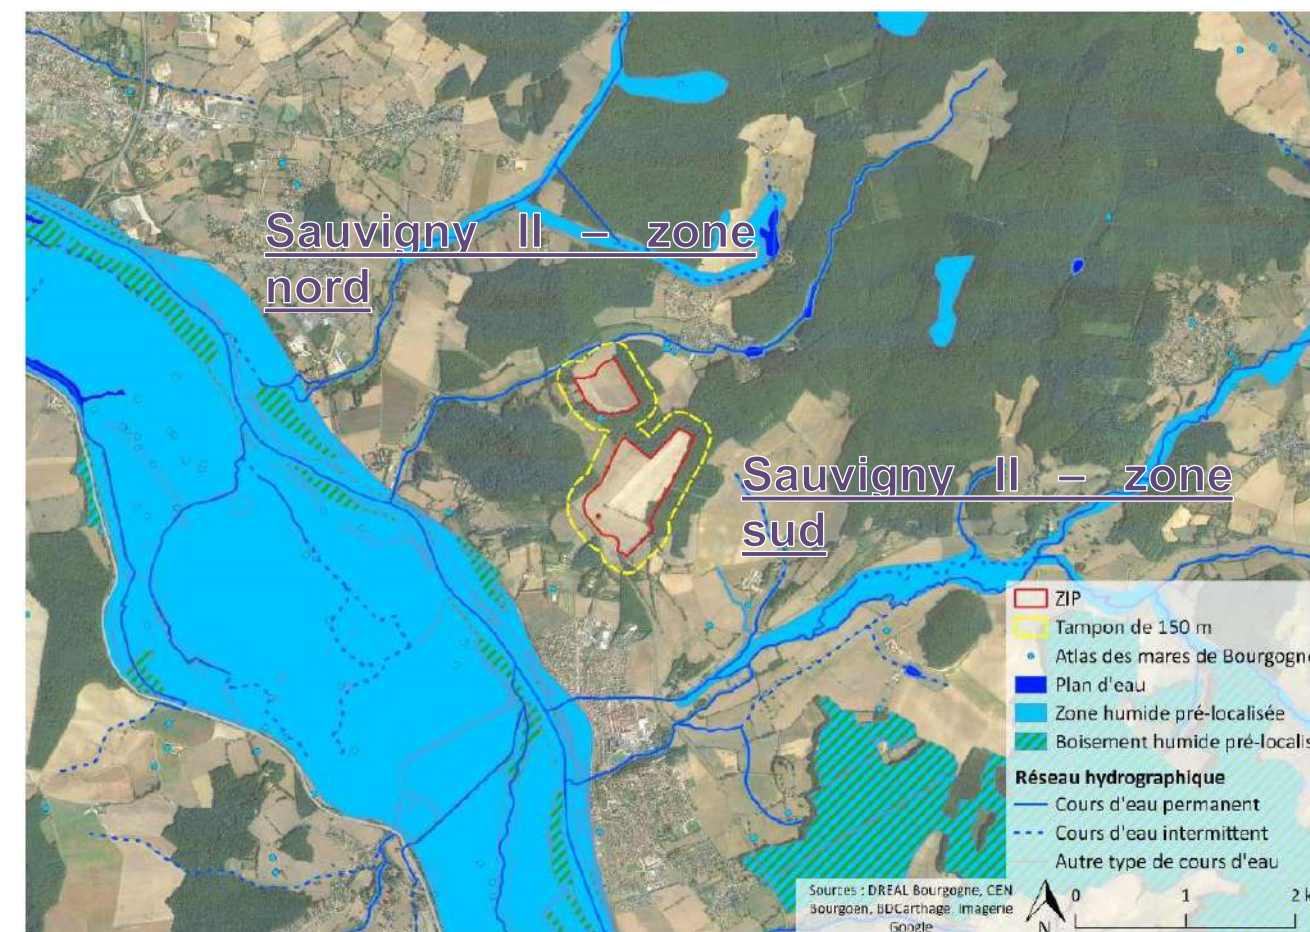 Sauvigny II – zone
nord
Sauvigny II – zone
sud
ZIP
Tampon de 150 m
Atlas des mares de Bourgogne
Plan d'eau
Zone humide pré-localisée
Boisement humide pré-localis
Réseau hydrographique
Cours d'eau permanent
Cours d'eau intermittent
Autre type de cours d'eau
Sources : DREAL Bourgogne, CEN
Bourgoen, BDCarthage, Imagerie
Google
N
0 1 2 k